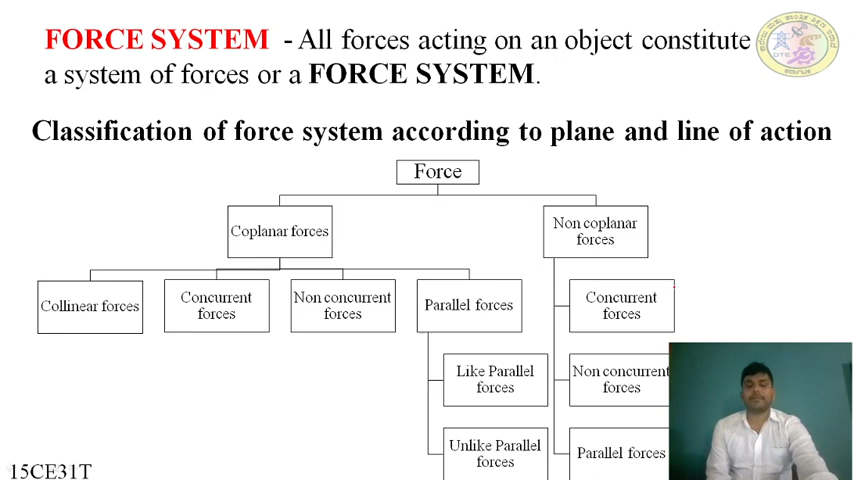 FORCE SYSTEM - All forces acting on an object constitute
a system of forces or a FORCE SYSTEM.
Classification of force system according to plane and line of action
Force
Coplanar forces
Non coplanar
forces
Collinear forces
Concurrent
forces
Non concurrent
forces
Parallel forces
Concurrent
forces
Like Parallel
forces
Non concurrent
forces
Unlike Parallel
forces
Parallel forces
15CE31T
DTE